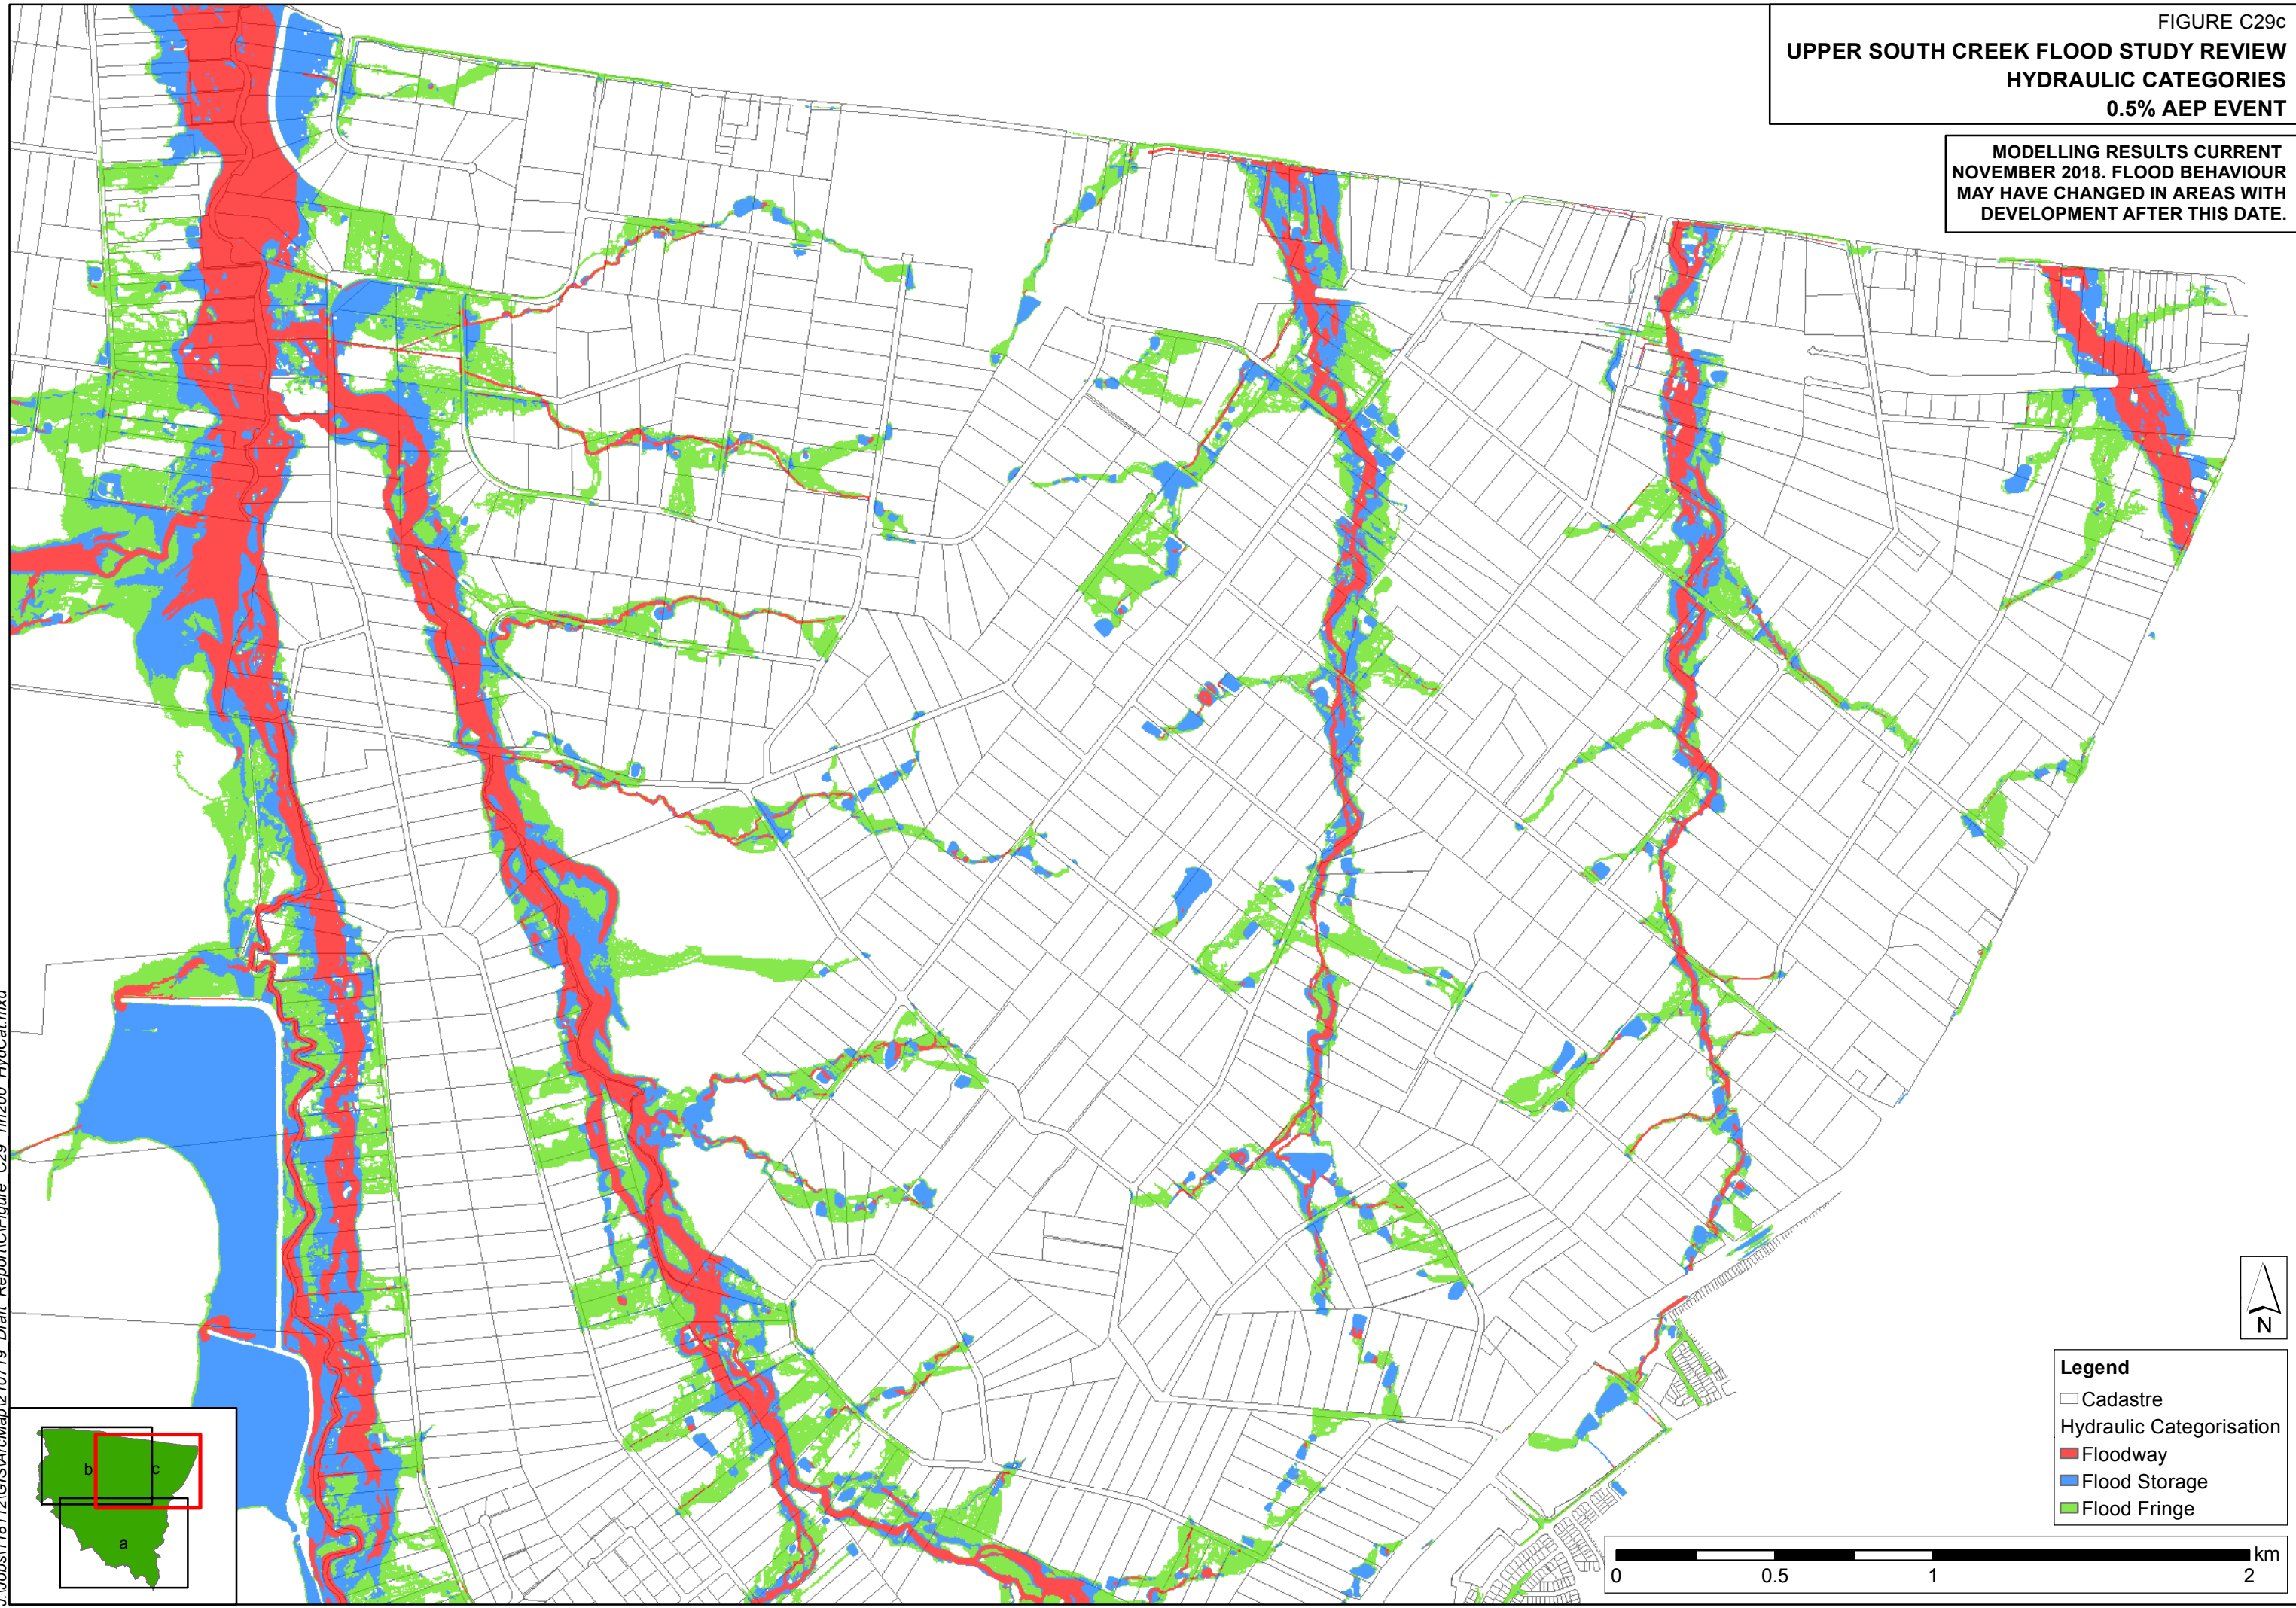 FIGURE C29c
UPPER SOUTH CREEK FLOOD STUDY REVIEW
HYDRAULIC CATEGORIES
0.5% AEP EVENT
MODELLING RESULTS CURRENT
NOVEMBER 2018. FLOOD BEHAVIOUR
MAY HAVE CHANGED IN AREAS WITH
DEVELOPMENT AFTER THIS DATE.
N
Legend
Cadastre
Hydraulic Categorisation
Floodway
Flood Storage
Flood Fringe
km
0 0.5 1 2
b c
a